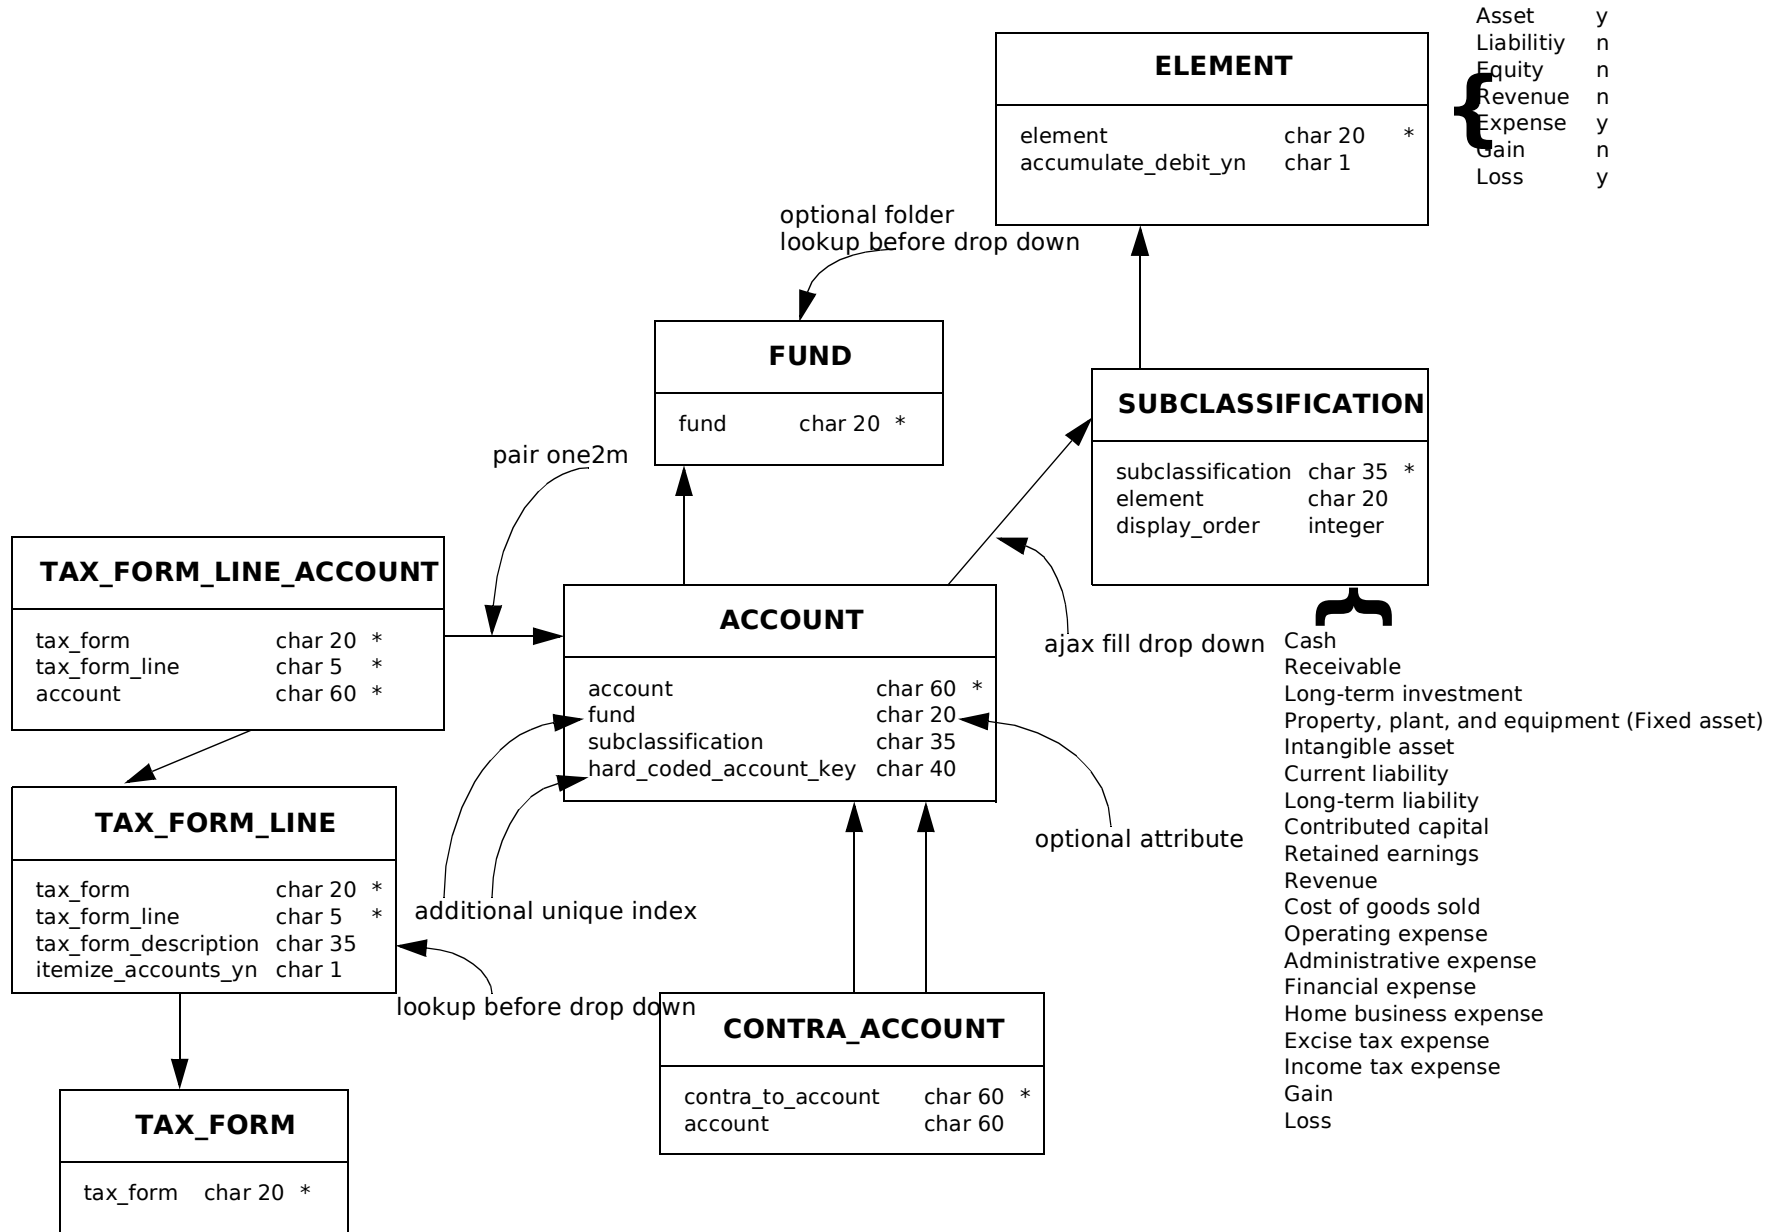 Asset y
Liabilitiy n
Equity n
Revenue n
Expense y
Gain n
Loss y
ELEMENT
element char 20 *
accumulate_debit_yn char 1
optional folder
lookup before drop down
FUND
fund char 20 *
SUBCLASSIFICATION
subclassification char 35 *
element char 20
display_order integer
pair one2m
TAX_FORM_LINE_ACCOUNT
tax_form char 20 *
tax_form_line char 5 *
account char 60 *
ACCOUNT
account char 60 *
fund char 20
subclassification char 35
hard_coded_account_key char 40
ajax fill drop down
Cash
Receivable
Long-term investment
Property, plant, and equipment (Fixed asset)
Intangible asset
Current liability
Long-term liability
Contributed capital
Retained earnings
Revenue
Cost of goods sold
Operating expense
Administrative expense
Financial expense
Home business expense
Excise tax expense
Income tax expense
Gain
Loss
optional attribute
additional unique index
TAX_FORM_LINE
tax_form char 20 *
tax_form_line char 5 *
tax_form_description char 35
itemize_accounts_yn char 1
lookup before drop down
CONTRA_ACCOUNT
contra_to_account char 60 *
account char 60
TAX_FORM
tax_form char 20 *